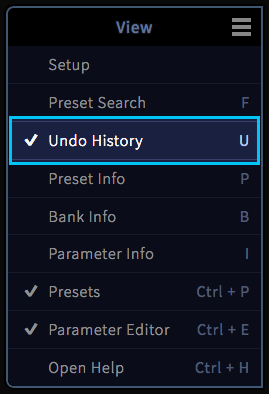 View
Setup
Preset Search F
Undo History U
Preset Info P
Bank Info B
Parameter Info I
Presets Ctrl + P
Parameter Editor Ctrl + E
Open Help Ctrl + H